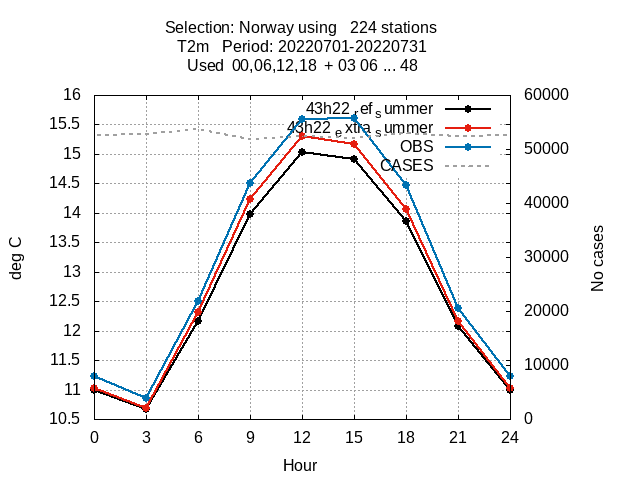 Selection: Norway using 224 stations
T2m Period: 20220701-20220731
Used 00,06,12,18 + 03 06 ... 48
16
15.5
15
14.5
14
13.5
13
12.5
12
11.5
11
10.5
deg C
43h22_ref_summer
43h22_extra_summer
OBS
CASES
60000
50000
40000
30000
20000
10000
0
No cases
0 3 6 9 12 15 18 21 24
Hour